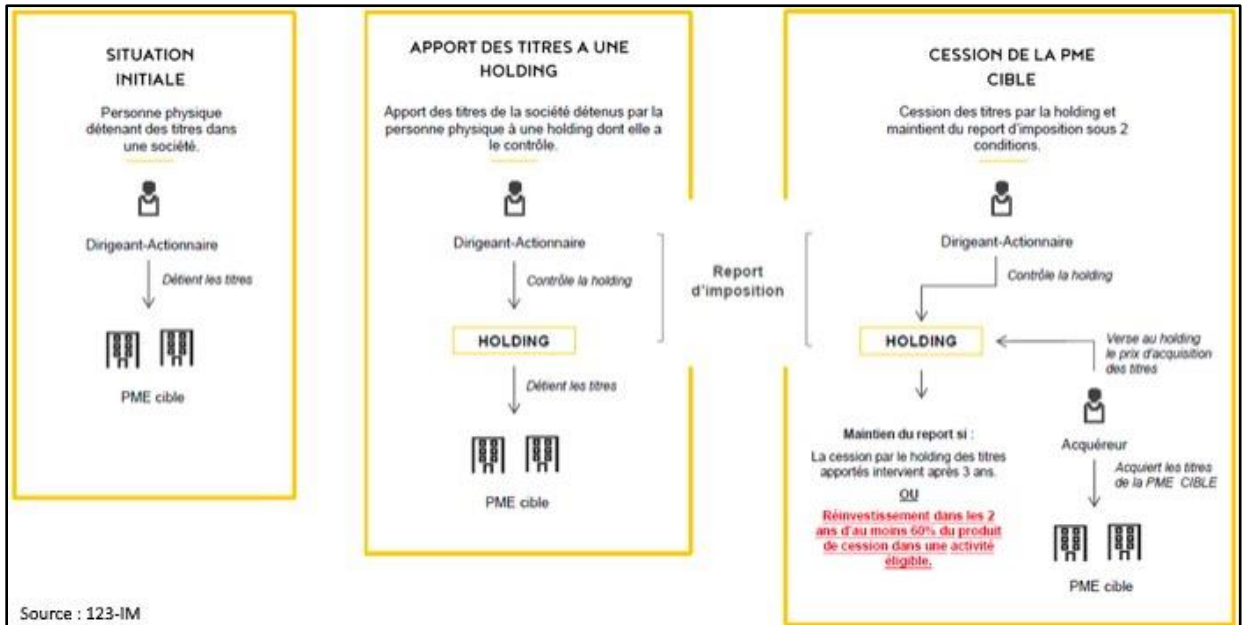 SITUATION
INITIALE
Personne physique
détenant des titres dans
une société.
Dirigeant-Actionnaire
Détient les titres
PME cible
APPORT DES TITRES A UNE
HOLDING
Apport des titres de la société détenus par la
personne physique à une holding dont elle a
le contrôle.
Dirigeant-Actionnaire
Contrôle la holding
HOLDING
Détient les titres
PME cible
Report
d'imposition
CESSION DE LA PME
CIBLE
Cession des titres par la holding et
maintient du report d'imposition sous 2
conditions.
Dirigeant-Actionnaire
Contrôle la holding
HOLDING
Verse au holding
le prix d'acquisition
des titres
Maintien du report si :
La cession par le holding des titres
apportés intervient après 3 ans.
OU
Réinvestissement dans les 2
ans d'au moins 60% du produit
de cession dans une activité
éligible.
Acquéreur
Acquiert les titres
de la PME CIBLE
PME cible
Source : 123-IM